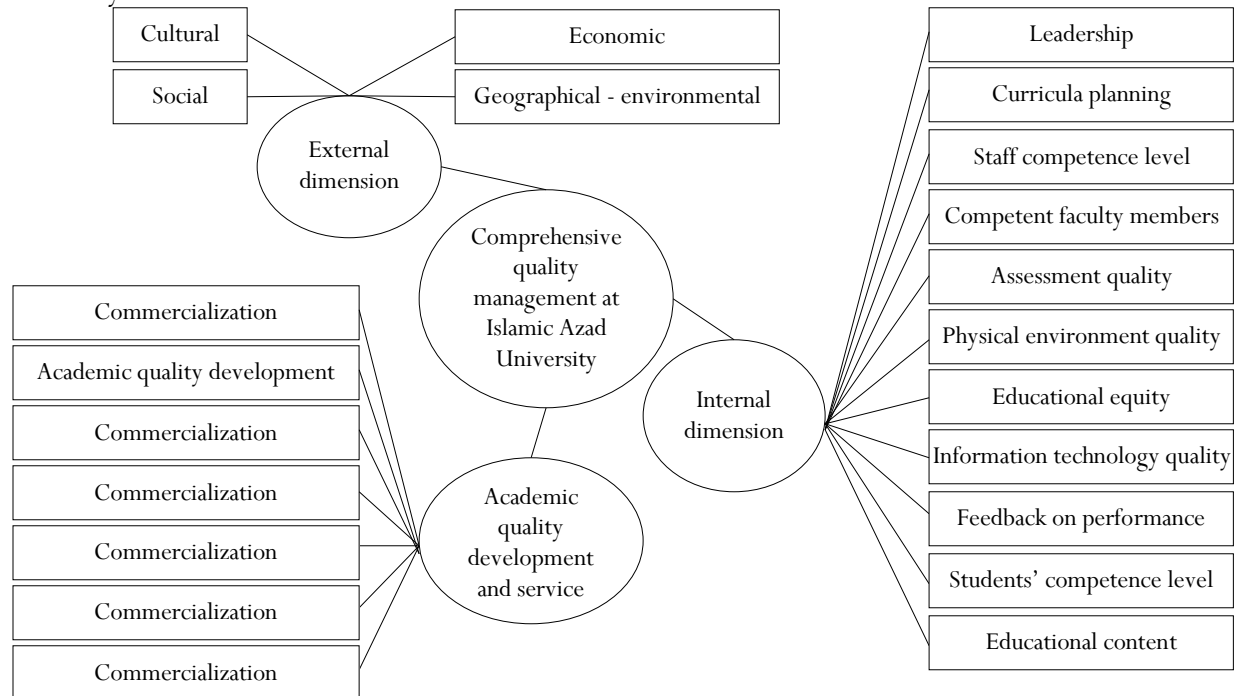 Cultural
Social
Economic
Geographical - environmental
External
dimension
Comprehensive
quality
management at
Islamic Azad
University
Internal
dimension
Academic
quality
development
and service
Commercialization
Academic quality development
Commercialization
Commercialization
Commercialization
Commercialization
Commercialization
Leadership
Curricula planning
Staff competence level
Competent faculty members
Assessment quality
Physical environment quality
Educational equity
Information technology quality
Feedback on performance
Students’ competence level
Educational content